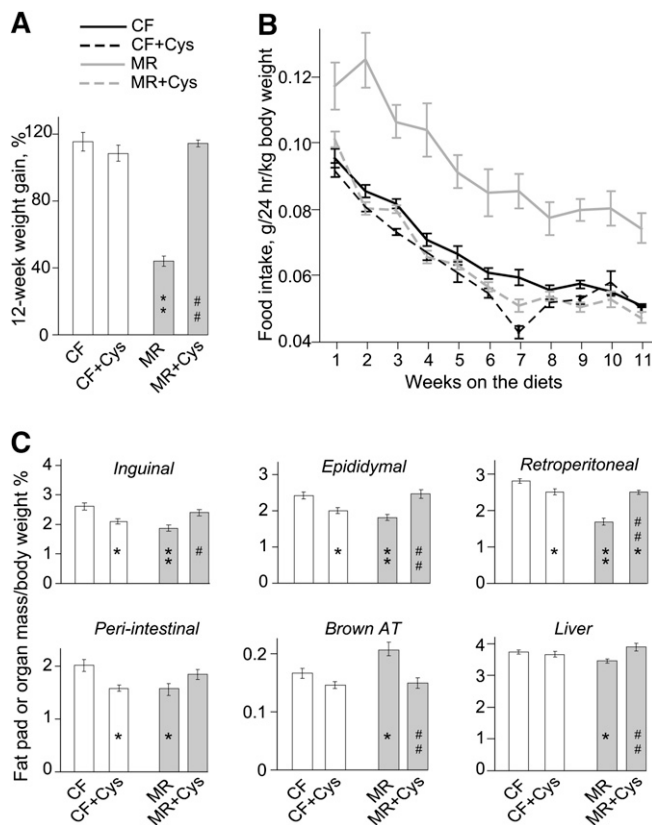 A
CF
CF+Cys
MR
MR+Cys
12-week weight gain, %
120
80
40
0
* *
# #
CF
CF+Cys
MR
MR+Cys
B
Food intake, g/24 hr/kg body weight
0.12
0.10
0.08
0.06
0.04
1 2 3 4 5 6 7 8 9 10 11
Weeks on the diets
C
Fat pad or organ mass/body weight %
Inguinal
4
3
2
1
0
*
* *
#
Epididymal
3
2
1
0
*
* *
# #
Retroperitoneal
3
2
1
0
*
* *
# # *
Peri-intestinal
2
1
0
*
*
CF
CF+Cys
MR
MR+Cys
Brown AT
0.2
0.1
0
*
# #
CF
CF+Cys
MR
MR+Cys
Liver
4
3
2
1
0
*
# #
CF
CF+Cys
MR
MR+Cys